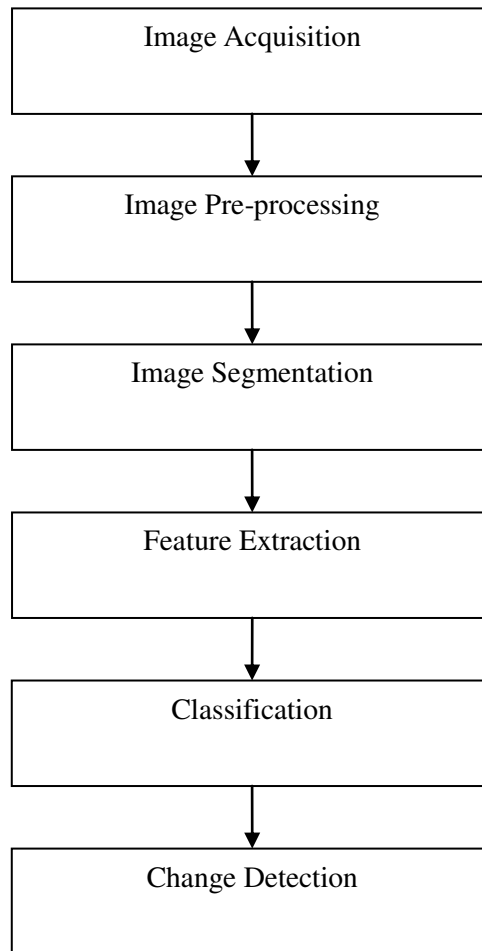 Image Acquisition
Image Pre-processing
Image Segmentation
Feature Extraction
Classification
Change Detection